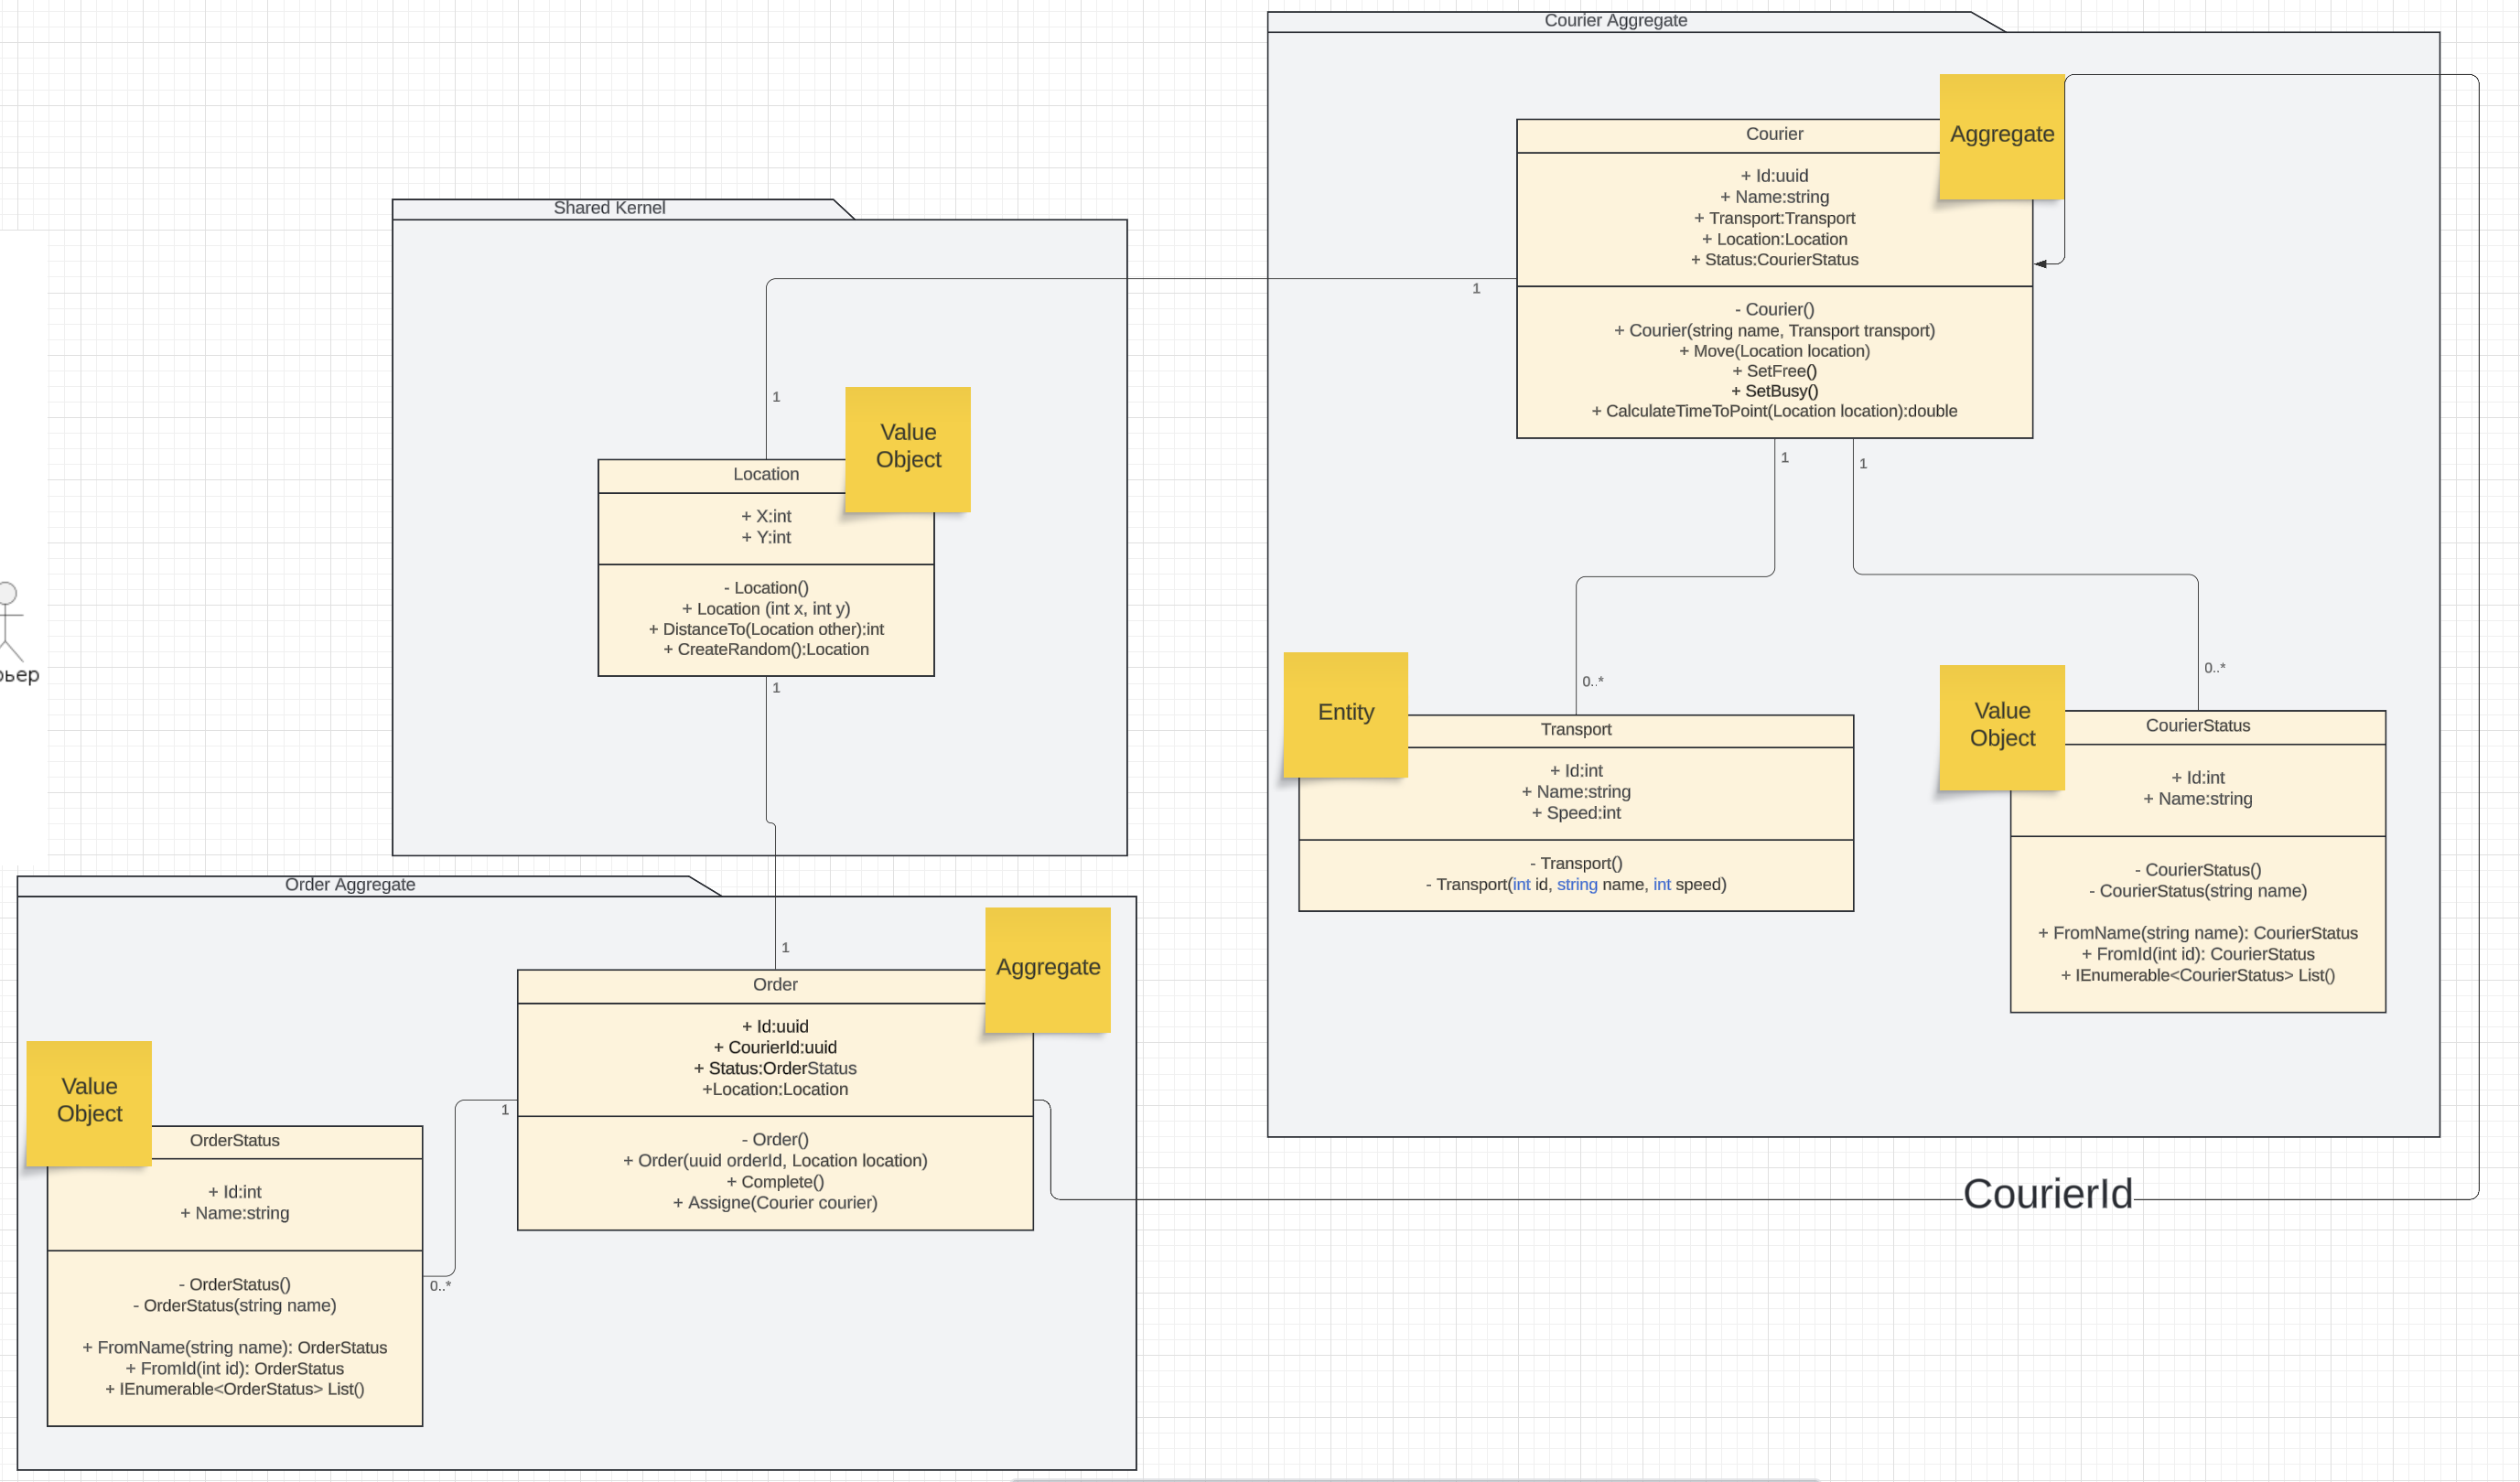 Courier Aggregate
Aggregate
Courier
+ Id:uuid
+ Name:string
+ Transport:Transport
+ Location:Location
+ Status:CourierStatus
- Courier()
+ Courier(string name, Transport transport)
+ Move(Location location)
+ SetFree()
+ SetBusy()
+ CalculateTimeToPoint(Location location):double
1
1
1
Shared Kernel
1
Value
Object
Location
+ X:int
+ Y:int
- Location()
+ Location (int x, int y)
+ DistanceTo(Location other):int
+ CreateRandom():Location
1
0..*
0..*
Entity
Transport
+ Id:int
+ Name:string
+ Speed:int
- Transport()
- Transport(int id, string name, int speed)
Value
Object
CourierStatus
+ Id:int
+ Name:string
- CourierStatus()
- CourierStatus(string name)
+ FromName(string name): CourierStatus
+ FromId(int id): CourierStatus
+ IEnumerable<CourierStatus> List()
Order Aggregate
1
Aggregate
Order
+ Id:uuid
+ CourierId:uuid
+ Status:OrderStatus
+Location:Location
- Order()
+ Order(uuid orderId, Location location)
+ Complete()
+ Assigne(Courier courier)
1
0..*
Value
Object
OrderStatus
+ Id:int
+ Name:string
- OrderStatus()
- OrderStatus(string name)
+ FromName(string name): OrderStatus
+ FromId(int id): OrderStatus
+ IEnumerable<OrderStatus> List()
CourierId